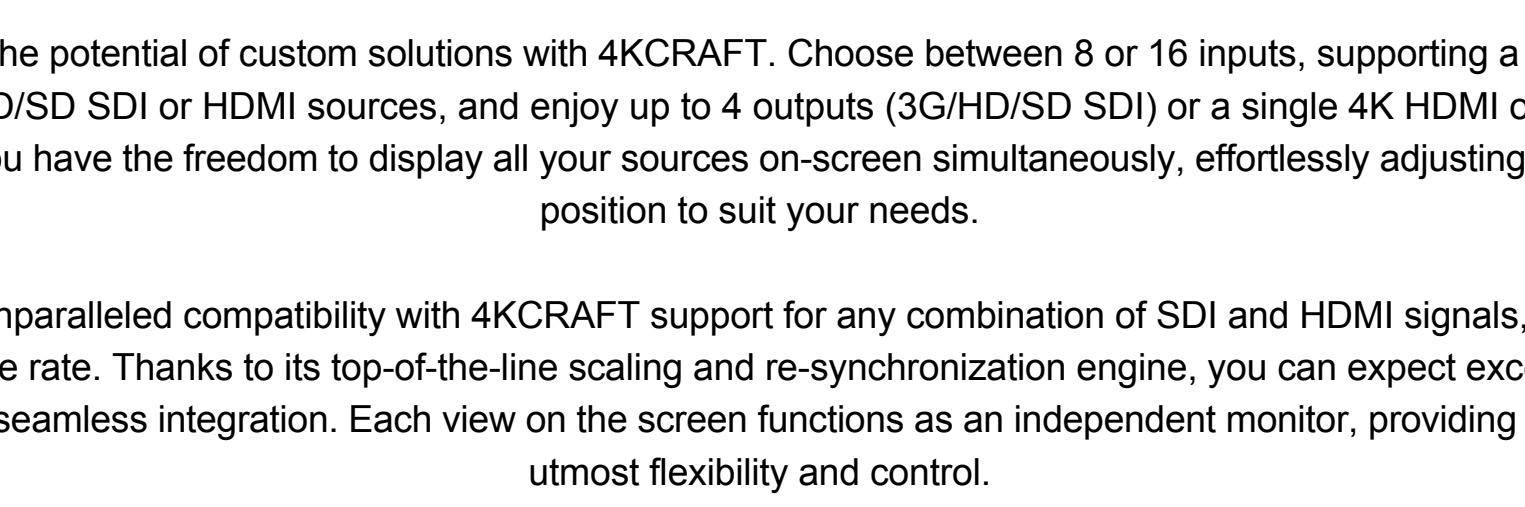 he potential of custom solutions with 4KCRAFT. Choose between 8 or 16 inputs, supporting a
D/SD SDI or HDMI sources, and enjoy up to 4 outputs (3G/HD/SD SDI) or a single 4K HDMI o
ou have the freedom to display all your sources on-screen simultaneously, effortlessly adjusting
position to suit your needs.
nparalleled compatibility with 4KCRAFT support for any combination of SDI and HDMI signals,
e rate. Thanks to its top-of-the-line scaling and re-synchronization engine, you can expect exc
seamless integration. Each view on the screen functions as an independent monitor, providing
utmost flexibility and control.